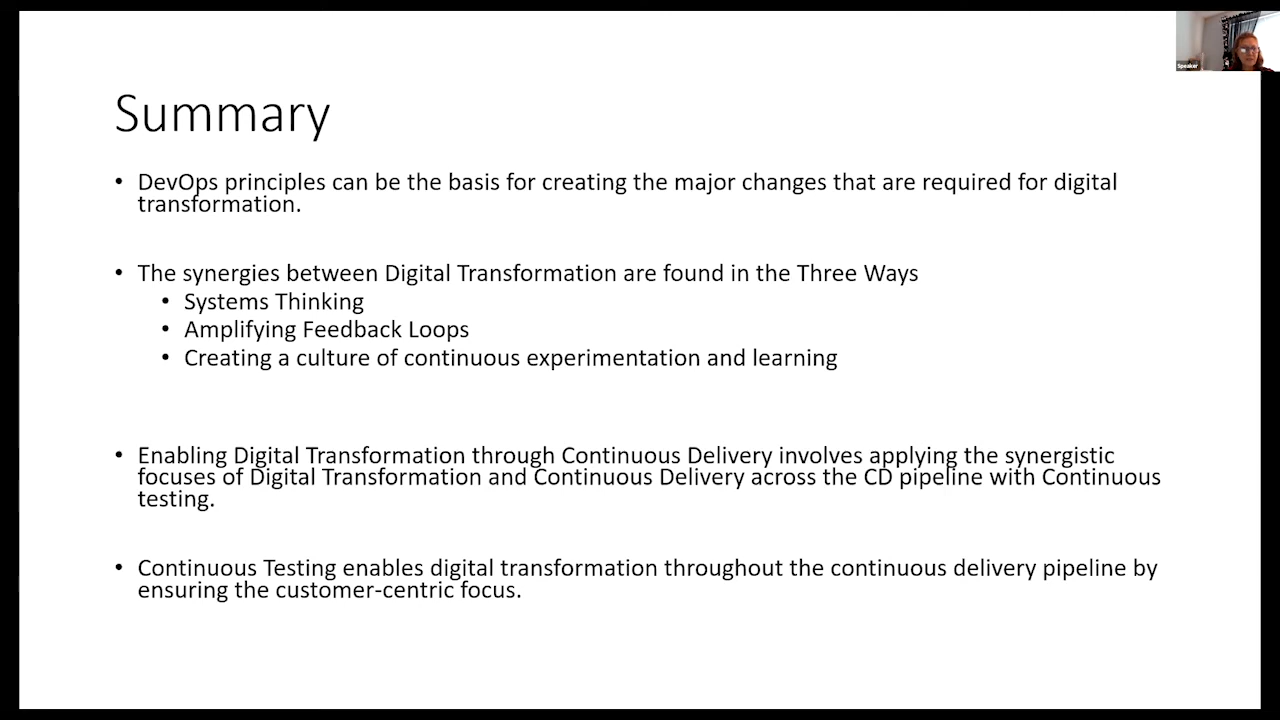 Speaker
Summary
• DevOps principles can be the basis for creating the major changes that are required for digital
transformation.
• The synergies between Digital Transformation are found in the Three Ways
• Systems Thinking
• Amplifying Feedback Loops
• Creating a culture of continuous experimentation and learning
• Enabling Digital Transformation through Continuous Delivery involves applying the synergistic
focuses of Digital Transformation and Continuous Delivery across the CD pipeline with Continuous
testing.
• Continuous Testing enables digital transformation throughout the continuous delivery pipeline by
ensuring the customer-centric focus.